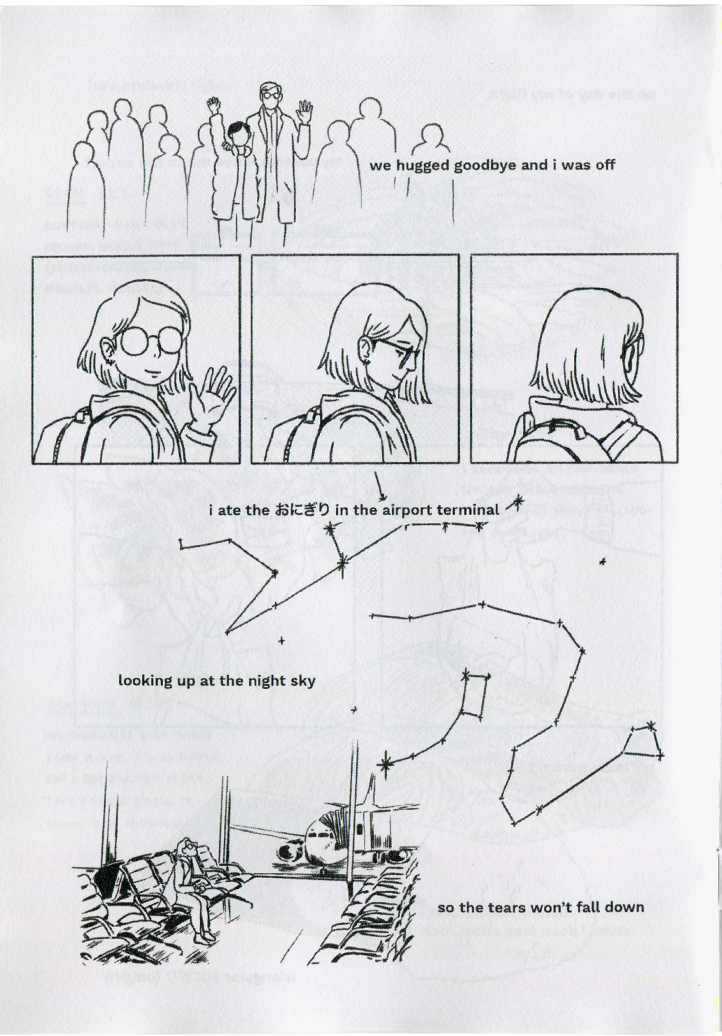 we hugged goodbye and i was off
i ate the おにぎり in the airport terminal
looking up at the night sky
so the tears won't fall down